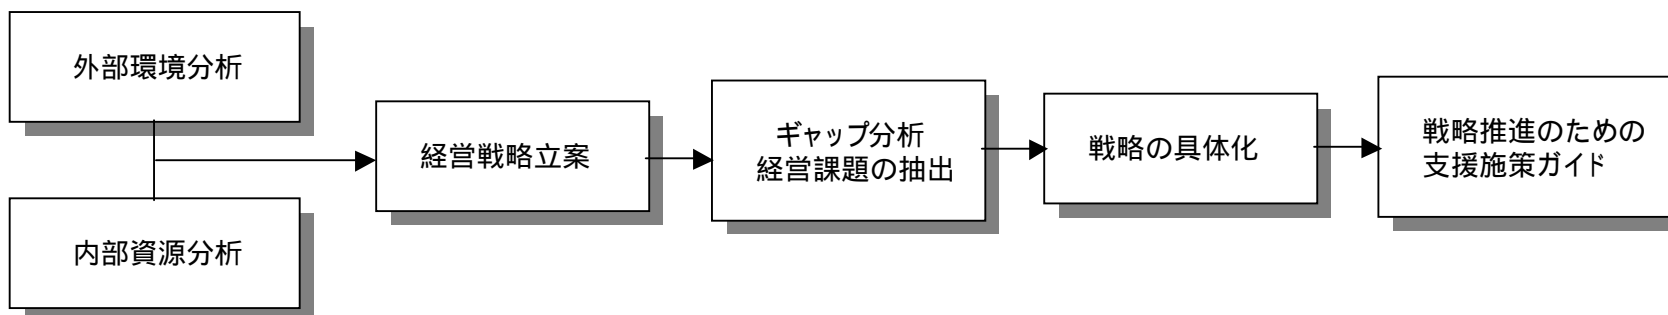 外部環境分析
内部資源分析
経営戦略立案
ギャップ分析
経営課題の抽出
戦略の具体化
戦略推進のための
支援施策ガイド